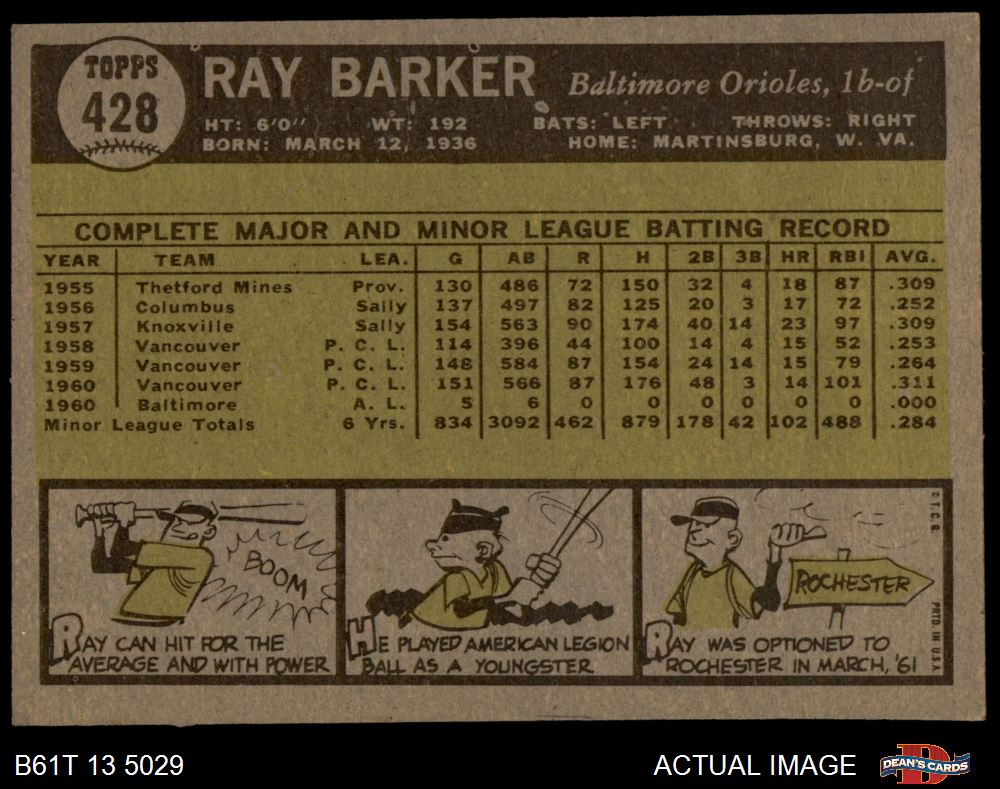 TOPPS
428
RAY BARKER Baltimore Orioles, 1b-of
HT: 6'0" WT: 192 BATS: LEFT THROWS: RIGHT
BORN: MARCH 12, 1936 HOME: MARTINSBURG, W. VA.
COMPLETE MAJOR AND MINOR LEAGUE BATTING RECORD
YEAR TEAM LEA. G AB R H 2B 3B HR RBI AVG.
1955 Thetford Mines Prov. 130 486 72 150 32 4 18 87 .309
1956 Columbus Sally 137 497 82 125 20 3 17 72 .252
1957 Knoxville Sally 154 563 90 174 40 14 23 97 .309
1958 Vancouver P. C. L. 114 396 44 100 14 4 15 52 .253
1959 Vancouver P. C. L. 148 584 87 154 24 14 15 79 .264
1960 Vancouver P. C. L. 151 566 87 176 48 3 14 101 .311
1960 Baltimore A. L. 5 6 0 0 0 0 0 0 .000
Minor League Totals 6 Yrs. 834 3092 462 879 178 42 102 488 .284
BOOM
RAY CAN HIT FOR THE
AVERAGE AND WITH POWER
HE PLAYED AMERICAN LEGION
BALL AS A YOUNGSTER
ROCHESTER
RAY WAS OPTIONED TO
ROCHESTER IN MARCH, '61
© T. C. G.
PRTD. IN U.S.A.
B61T 13 5029
ACTUAL IMAGE
DEAN'S CARDS